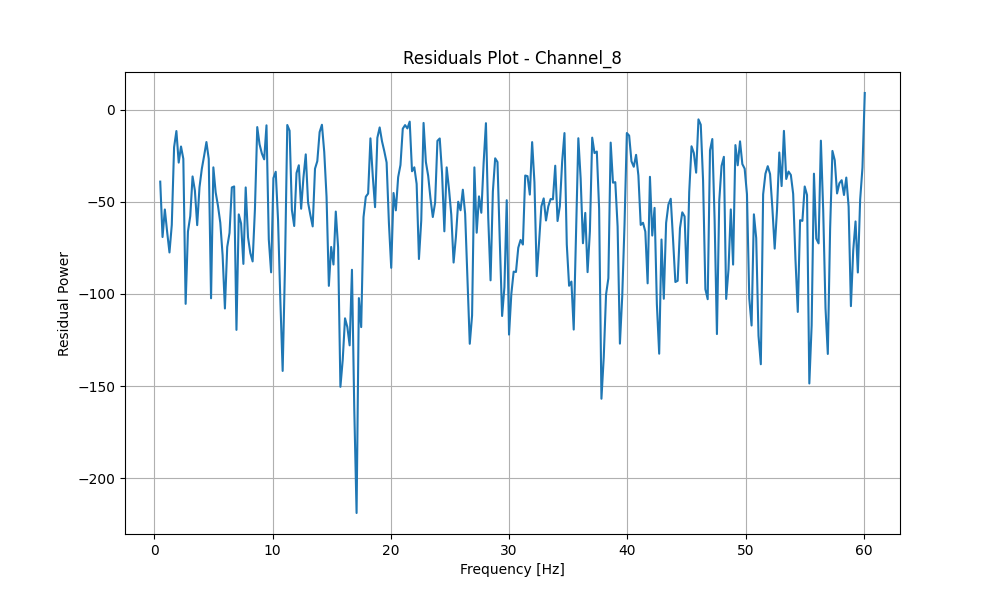 Residuals Plot - Channel_8
Residual Power
0
−50
−100
−150
−200
0 10 20 30 40 50 60
Frequency [Hz]